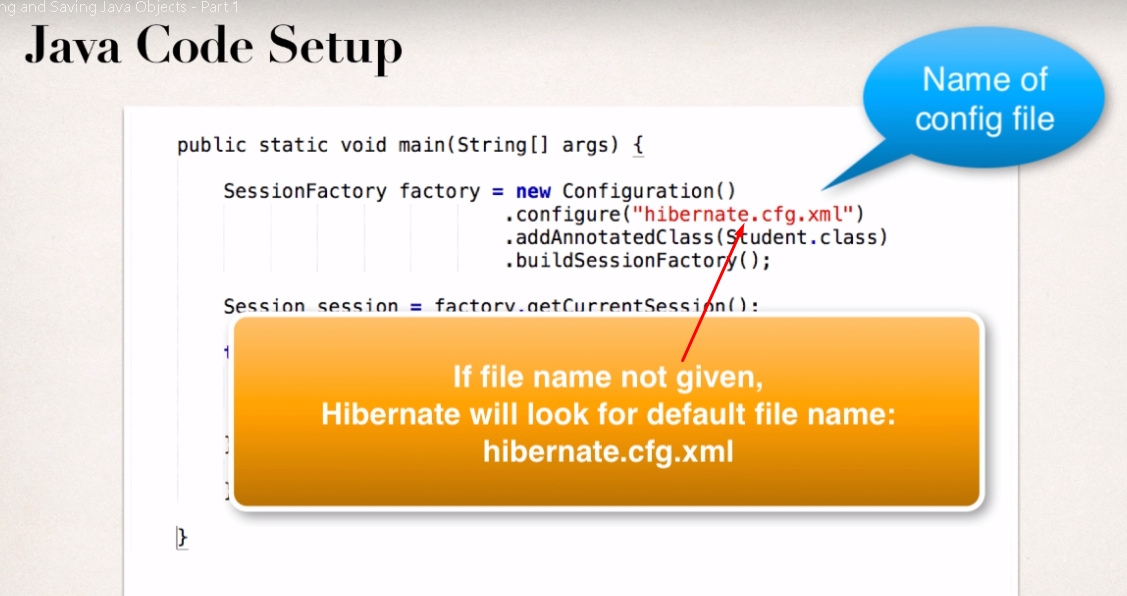 ng and Saving Java Objects - Part 1
Java Code Setup
Name of
config file
public static void main(String[] args) {
SessionFactory factory = new Configuration()
.configure("hibernate.cfg.xml")
.addAnnotatedClass(Student.class)
.buildSessionFactory();
Session session = factory.getCurrentSession();
If file name not given,
Hibernate will look for default file name:
hibernate.cfg.xml
}